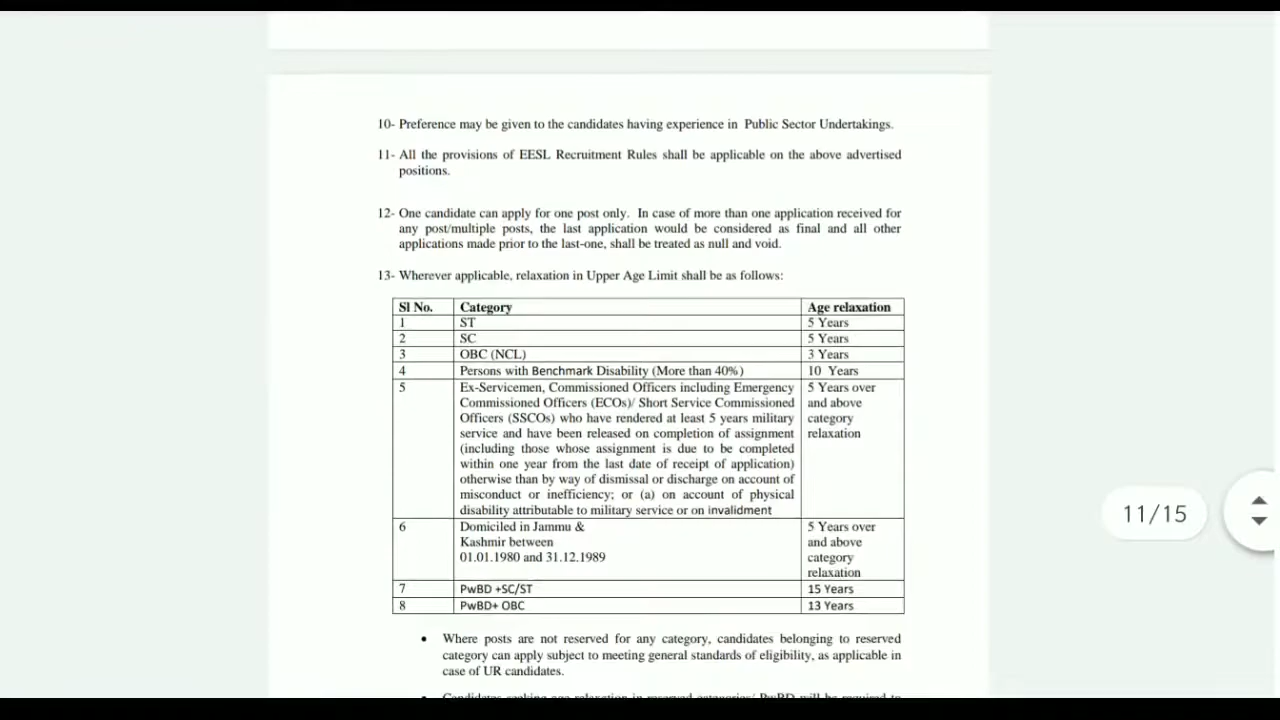 10- Preference may be given to the candidates having experience in Public Sector Undertakings.
11- All the provisions of EESL Recruitment Rules shall be applicable on the above advertised
positions.
12- One candidate can apply for one post only. In case of more than one application received for
any post/multiple posts, the last application would be considered as final and all other
applications made prior to the last-one, shall be treated as null and void.
13- Wherever applicable, relaxation in Upper Age Limit shall be as follows:
Sl No. Category Age relaxation
1 ST 5 Years
2 SC 5 Years
3 OBC (NCL) 3 Years
4 Persons with Benchmark Disability (More than 40%) 10 Years
5 Ex-Servicemen, Commissioned Officers including Emergency 5 Years over
Commissioned Officers (ECOs)/ Short Service Commissioned and above
Officers (SSCOs) who have rendered at least 5 years military category
service and have been released on completion of assignment relaxation
(including those whose assignment is due to be completed
within one year from the last date of receipt of application)
otherwise than by way of dismissal or discharge on account of
misconduct or inefficiency; or (a) on account of physical
disability attributable to military service or on invalidment
6 Domiciled in Jammu & 5 Years over
Kashmir between and above
01.01.1980 and 31.12.1989 category
relaxation
7 PwBD +SC/ST 15 Years
8 PwBD+ OBC 13 Years
• Where posts are not reserved for any category, candidates belonging to reserved
category can apply subject to meeting general standards of eligibility, as applicable in
case of UR candidates.
• Candidates seeking age relaxation in reserved categories/ PwBD will be required to
11/15